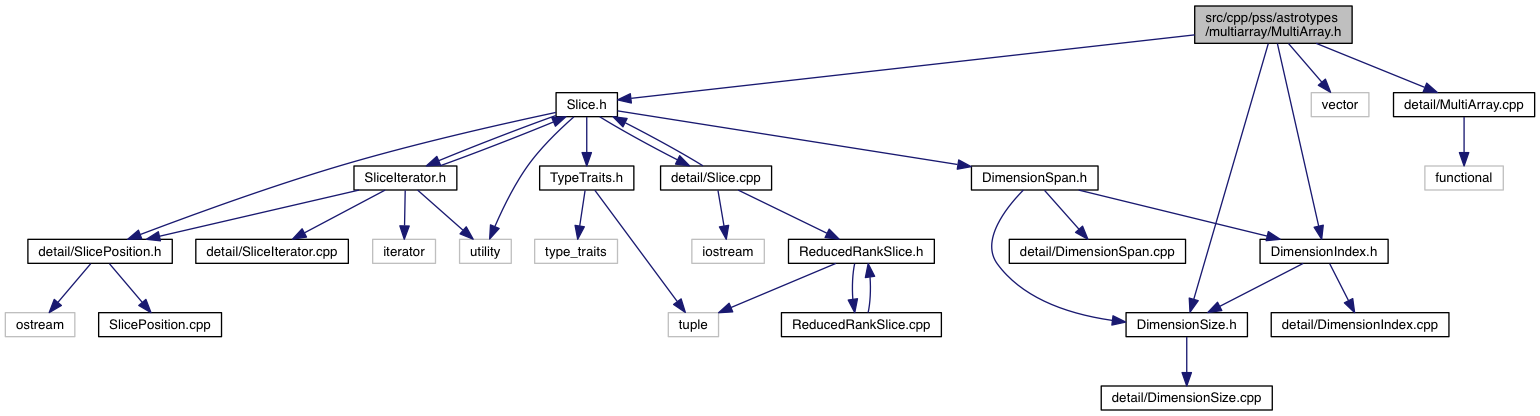 src/cpp/pss/astrotypes
/multiarray/MultiArray.h
Slice.h
vector
detail/MultiArray.cpp
SliceIterator.h
TypeTraits.h
detail/Slice.cpp
DimensionSpan.h
functional
detail/SlicePosition.h
detail/SliceIterator.cpp
iterator
utility
type_traits
iostream
ReducedRankSlice.h
detail/DimensionSpan.cpp
DimensionIndex.h
ostream
SlicePosition.cpp
tuple
ReducedRankSlice.cpp
DimensionSize.h
detail/DimensionIndex.cpp
detail/DimensionSize.cpp